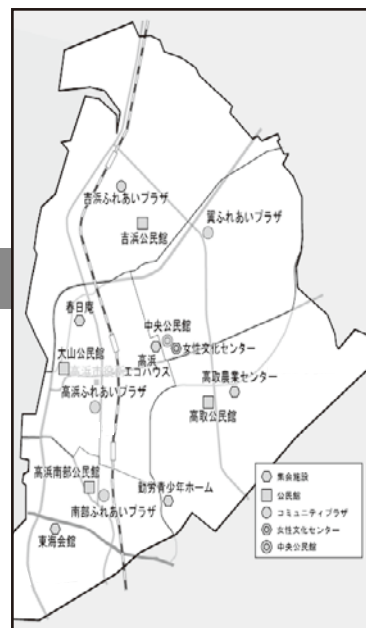 吉浜ふれあいプラザ
吉浜公民館
翼ふれあいプラザ
春日庵
中央公民館
女性文化センター
大山公民館
高浜
エコハウス
高浜市役所
高取農業センター
高浜ふれあいプラザ
高取公民館
高浜南部公民館
勤労青少年ホーム
南部ふれあいプラザ
東海会館
集会施設
公民館
コミュニティプラザ
女性文化センター
中央公民館